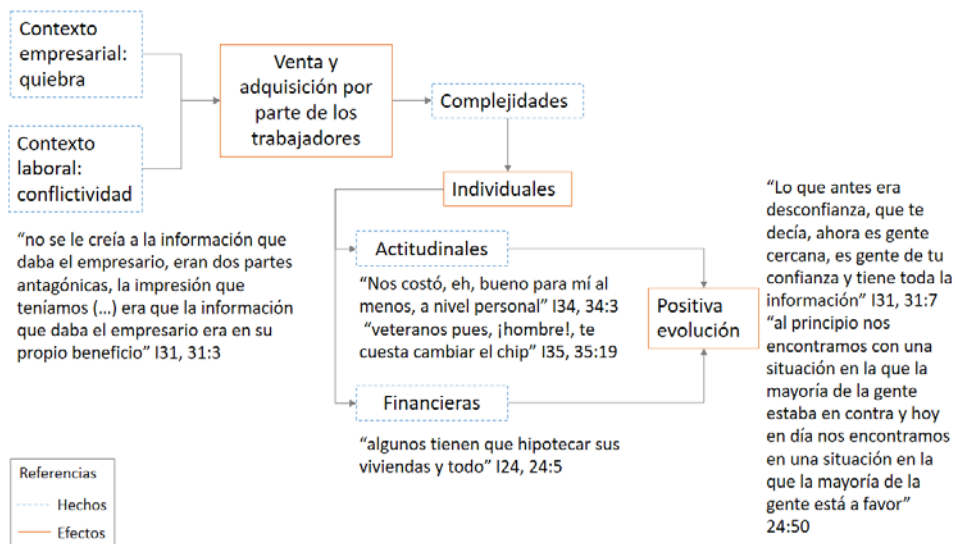 Contexto
empresarial:
quiebra
Contexto
laboral:
conflictividad
Venta y
adquisición por
parte de los
trabajadores
Complejidades
Individuales
“no se le creía a la información que
daba el empresario, eran dos partes
antagónicas, la impresión que
teníamos (...) era que la información
que daba el empresario era en su
propio beneficio” I31, 31:3
Actitudinales
“Nos costó, eh, bueno para mí al
menos, a nivel personal” I34, 34:3
“veteranos pues, ¡hombre!, te
cuesta cambiar el chip” I35, 35:19
Financieras
“algunos tienen que hipotecar sus
viviendas y todo” I24, 24:5
Positiva
evolución
“Lo que antes era
desconfianza, que te
decía, ahora es gente
cercana, es gente de tu
confianza y tiene toda la
información” I31, 31:7
“al principio nos
encontramos con una
situación en la que la
mayoría de la gente
estaba en contra y hoy
en día nos encontramos
en una situación en la
que la mayoría de la
gente está a favor”
24:50
Referencias
Hechos
Efectos